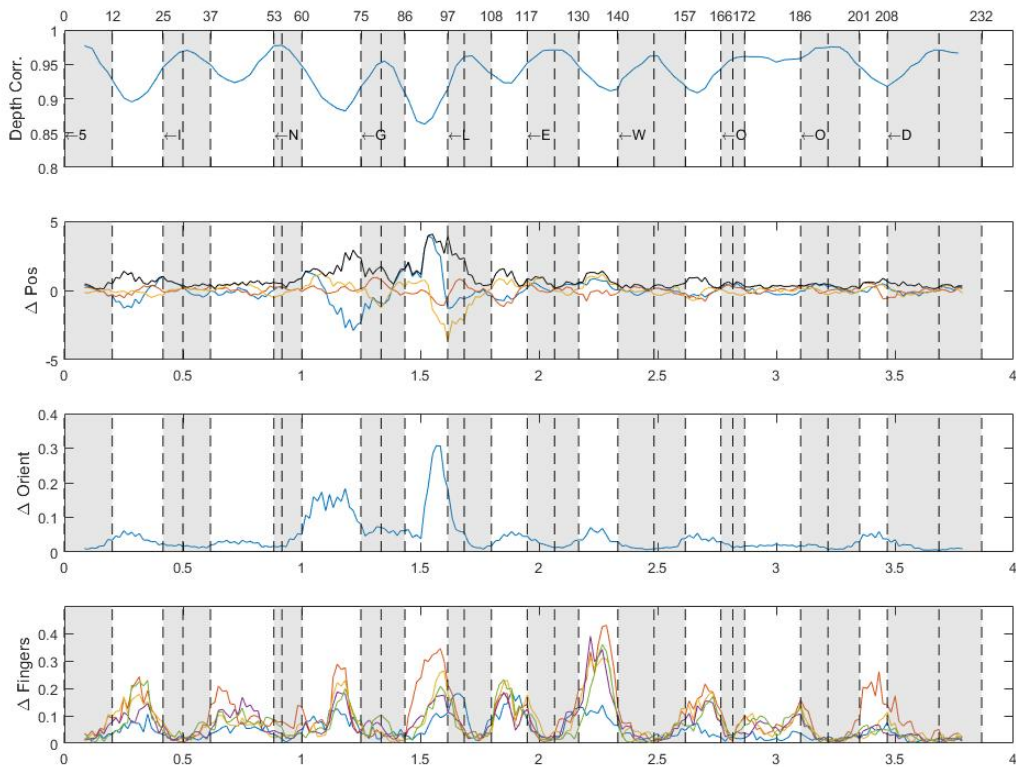 0 12 25 37 53 60 75 86 97 108 117 130 140 157 166 172 186 201 208 232
1
0.95
0.9
0.85
0.8
Depth Corr.
←5 ←I ←N ←G ←L ←E ←W ←O ←O ←D
5
0
-5
Δ Pos
0 0.5 1 1.5 2 2.5 3 3.5 4
0.4
0.3
0.2
0.1
0
Δ Orient
0 0.5 1 1.5 2 2.5 3 3.5 4
0.4
0.3
0.2
0.1
0
Δ Fingers
0 0.5 1 1.5 2 2.5 3 3.5 4